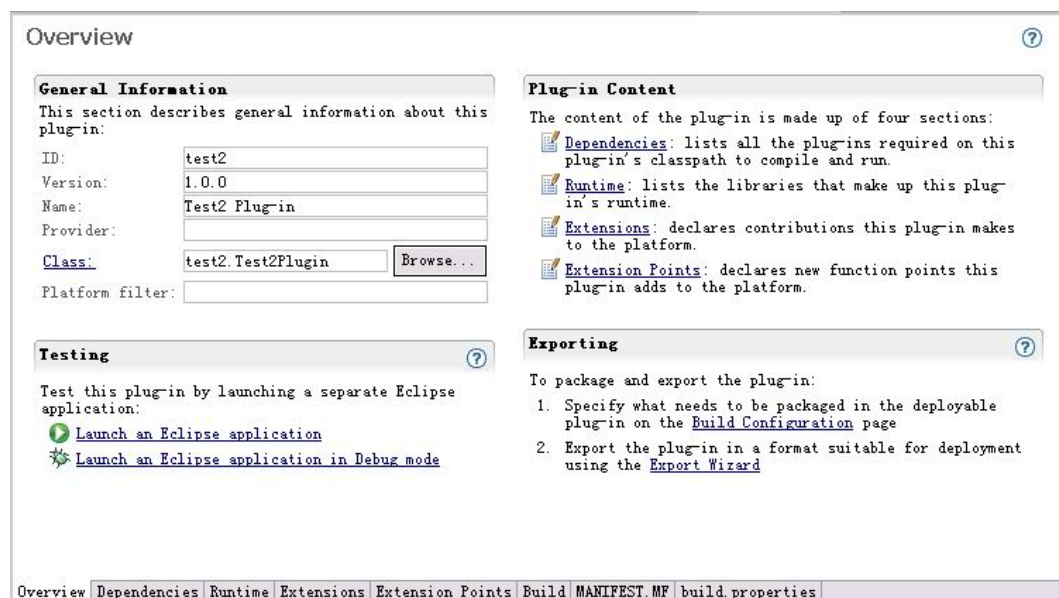 Overview
General Information
This section describes general information about this
plug-in:
ID: test2
Version: 1.0.0
Name: Test2 Plug-in
Provider:
Class: test2.Test2Plugin Browse...
Platform filter:
Plug-in Content
The content of the plug-in is made up of four sections:
Dependencies: lists all the plug-ins required on this
plug-in's classpath to compile and run.
Runtime: lists the libraries that make up this plug-
in's runtime.
Extensions: declares contributions this plug-in makes
to the platform.
Extension Points: declares new function points this
plug-in adds to the platform.
Testing
Test this plug-in by launching a separate Eclipse
application:
Launch an Eclipse application
Launch an Eclipse application in Debug mode
Exporting
To package and export the plug-in:
1. Specify what needs to be packaged in the deployable
plug-in on the Build Configuration page
2. Export the plug-in in a format suitable for deployment
using the Export Wizard
Overview Dependencies Runtime Extensions Extension Points Build MANIFEST.MF build.properties